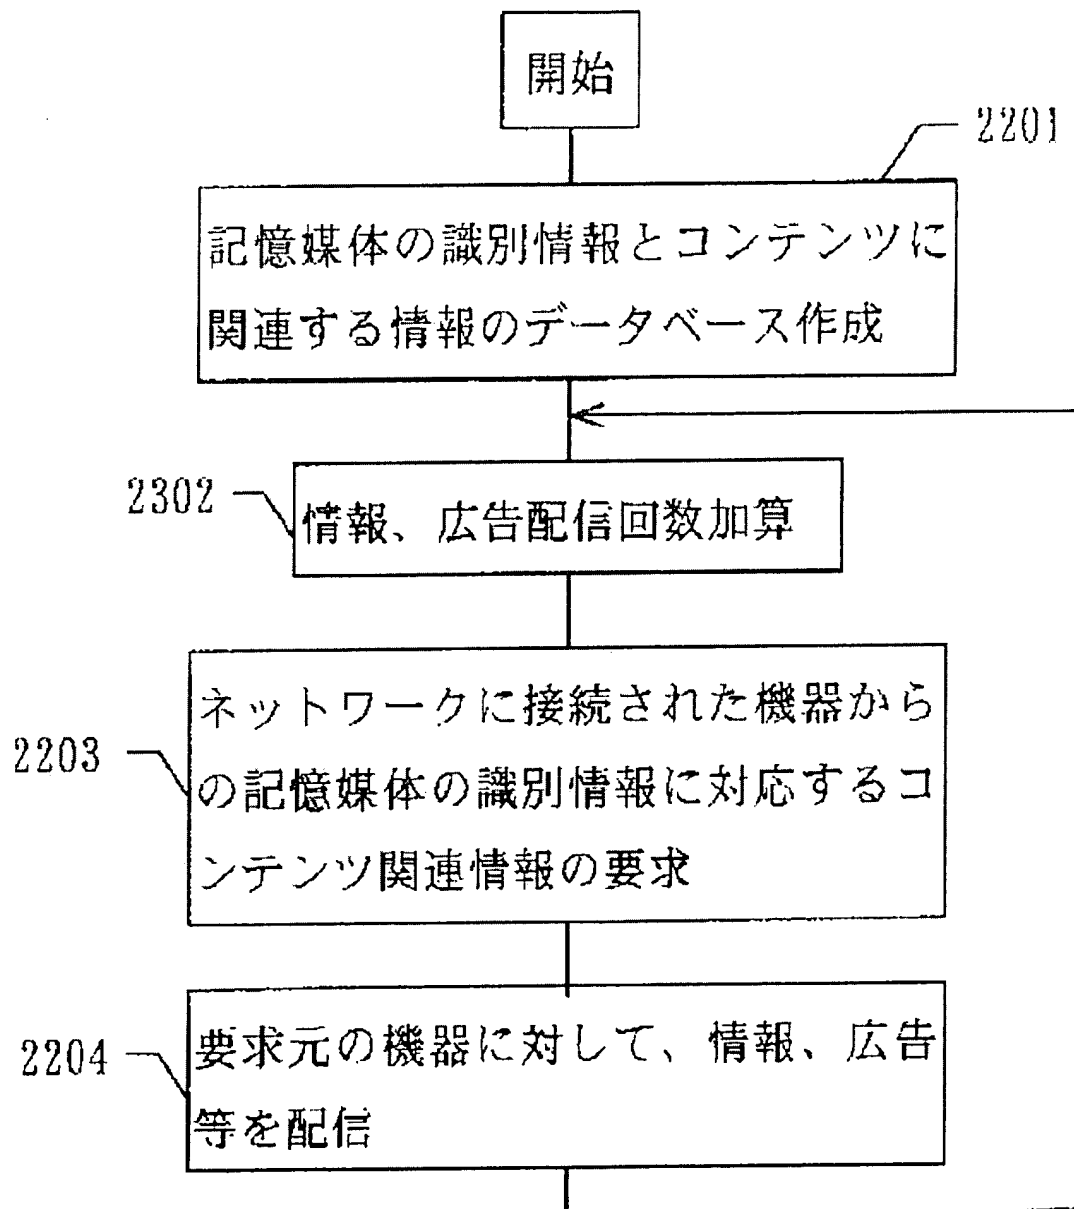 開始
2201
記憶媒体の識別情報とコンテンツに
関連する情報のデータベース作成
2302
情報、広告配信回数加算
2203
ネットワークに接続された機器から
の記憶媒体の識別情報に対応するコ
ンテンツ関連情報の要求
2204
要求元の機器に対して、情報、広告
等を配信